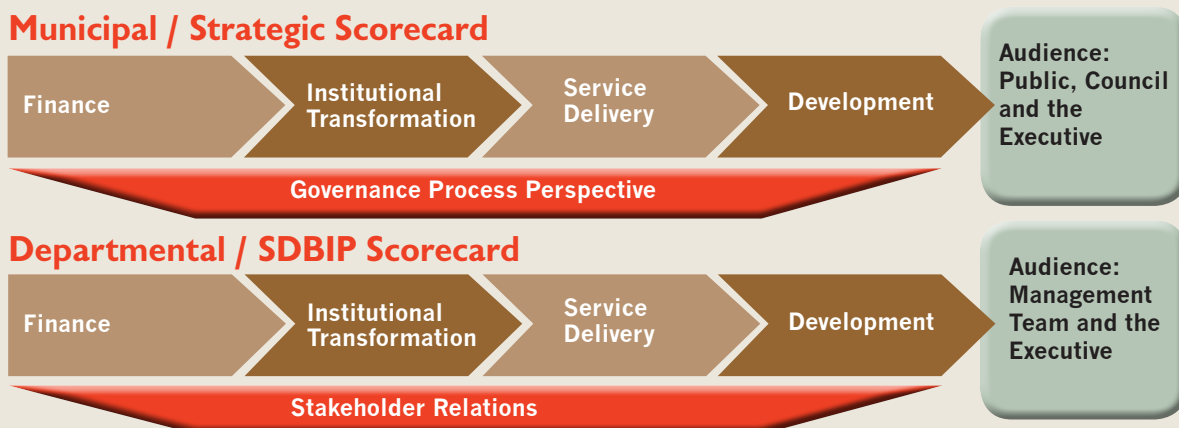 Municipal / Strategic Scorecard
Finance
Institutional
Transformation
Service
Delivery
Development
Audience:
Public, Council
and the
Executive
Governance Process Perspective
Departmental / SDBIP Scorecard
Finance
Institutional
Transformation
Service
Delivery
Development
Audience:
Management
Team and the
Executive
Stakeholder Relations